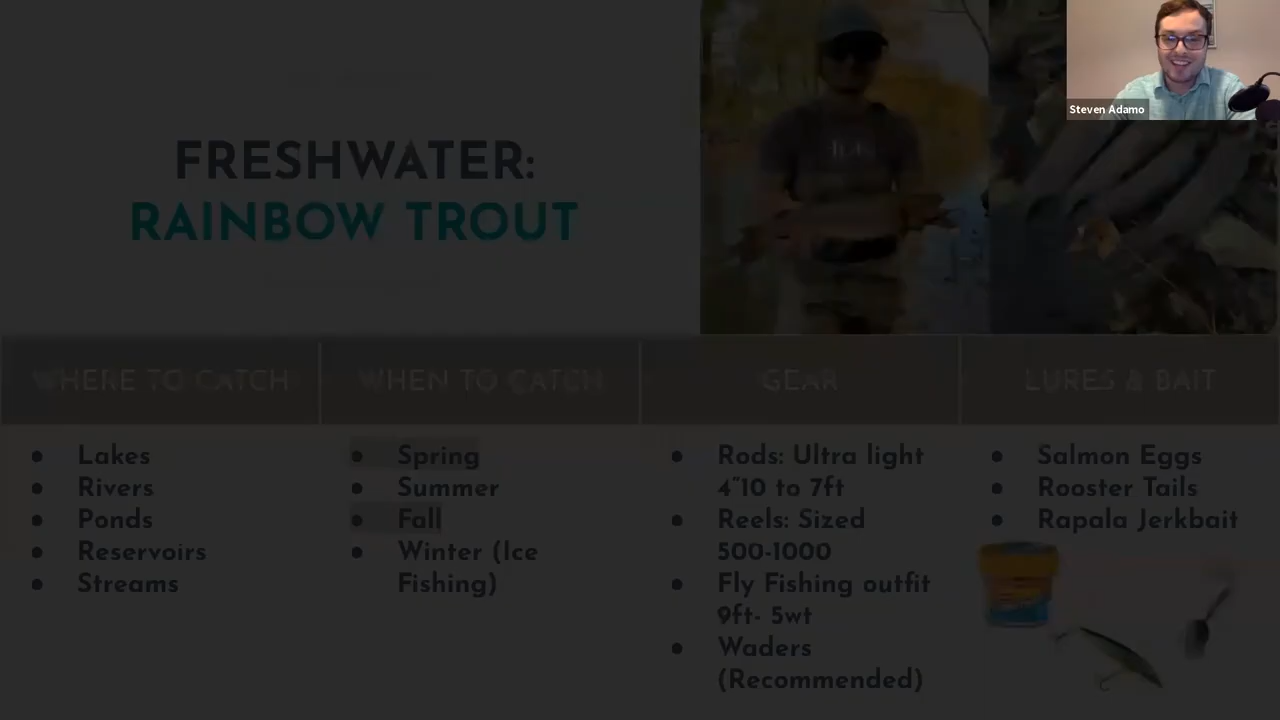 Steven Adamo
FRESHWATER:
RAINBOW TROUT
WHERE TO CATCH
WHEN TO CATCH
GEAR
LURES & BAIT
● Lakes
● Rivers
● Ponds
● Reservoirs
● Streams
● Spring
● Summer
● Fall
● Winter (Ice
Fishing)
● Rods: Ultra light
4"10 to 7ft
● Reels: Sized
500-1000
● Fly Fishing outfit
9ft- 5wt
● Waders
(Recommended)
● Salmon Eggs
● Rooster Tails
● Rapala Jerkbait